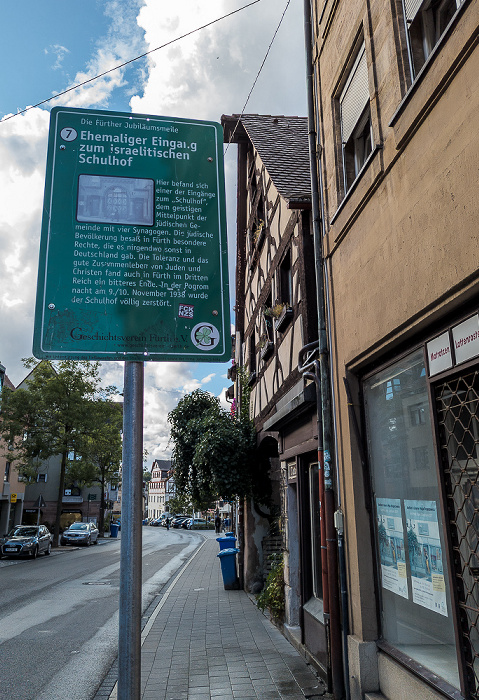 Die Fürther Jubiläumsmeile
7
Ehemaliger Eingang
zum israelitischen
Schulhof
Hier befand sich
einer der Eingänge
zum „Schulhof“,
dem geistigen
Mittelpunkt der
jüdischen Ge-
meinde mit vier Synagogen. Die jüdische
Bevölkerung besaß in Fürth besondere
Rechte, die es nirgendwo sonst in
Deutschland gab. Die Toleranz und das
gute Zusammenleben von Juden und
Christen fand auch in Fürth im Dritten
Reich ein bitteres Ende. In der Pogrom-
nacht am 9./10. November 1938 wurde
der Schulhof völlig zerstört.
FCK
NZS
Geschichtsverein Fürth e.V.